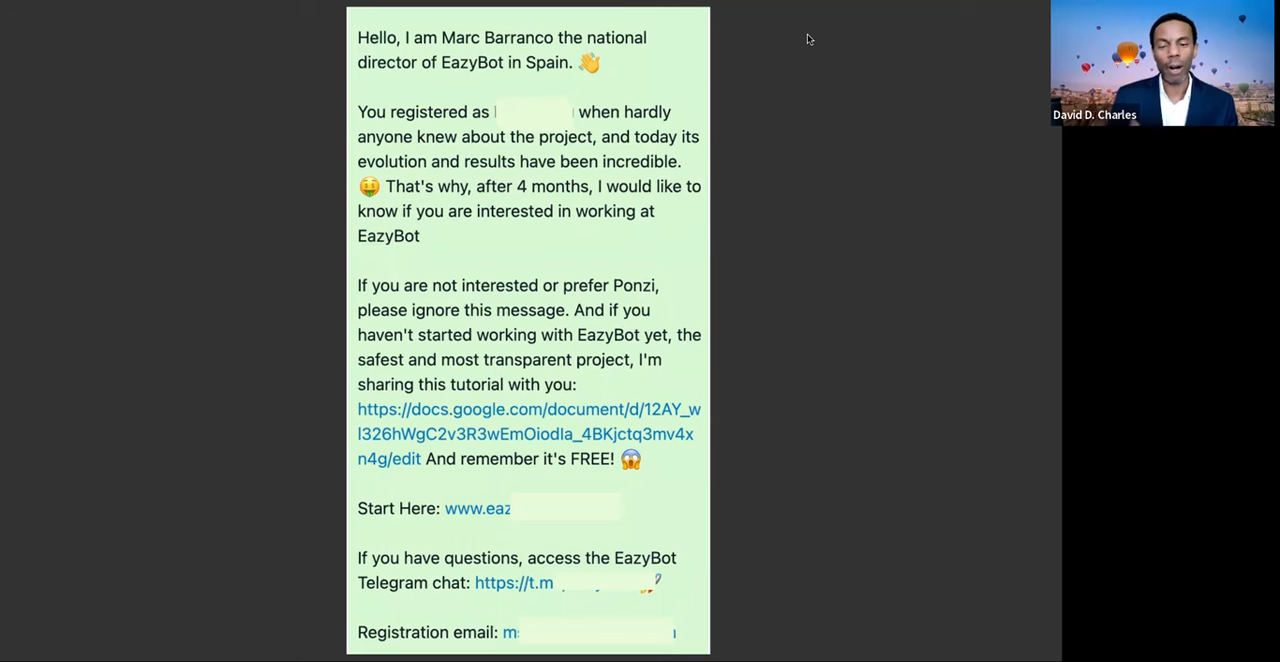 Hello, I am Marc Barranco the national
director of EazyBot in Spain. 👋
You registered as when hardly
anyone knew about the project, and today its
evolution and results have been incredible.
🤑 That's why, after 4 months, I would like to
know if you are interested in working at
EazyBot
If you are not interested or prefer Ponzi,
please ignore this message. And if you
haven't started working with EazyBot yet, the
safest and most transparent project, I'm
sharing this tutorial with you:
https://docs.google.com/document/d/12AY_w
I326hWgC2v3R3wEmOiodIa_4BKjctq3mv4x
n4g/edit And remember it's FREE! 😱
Start Here: www.eaz
If you have questions, access the EazyBot
Telegram chat: https://t.m
Registration email: m
David D. Charles